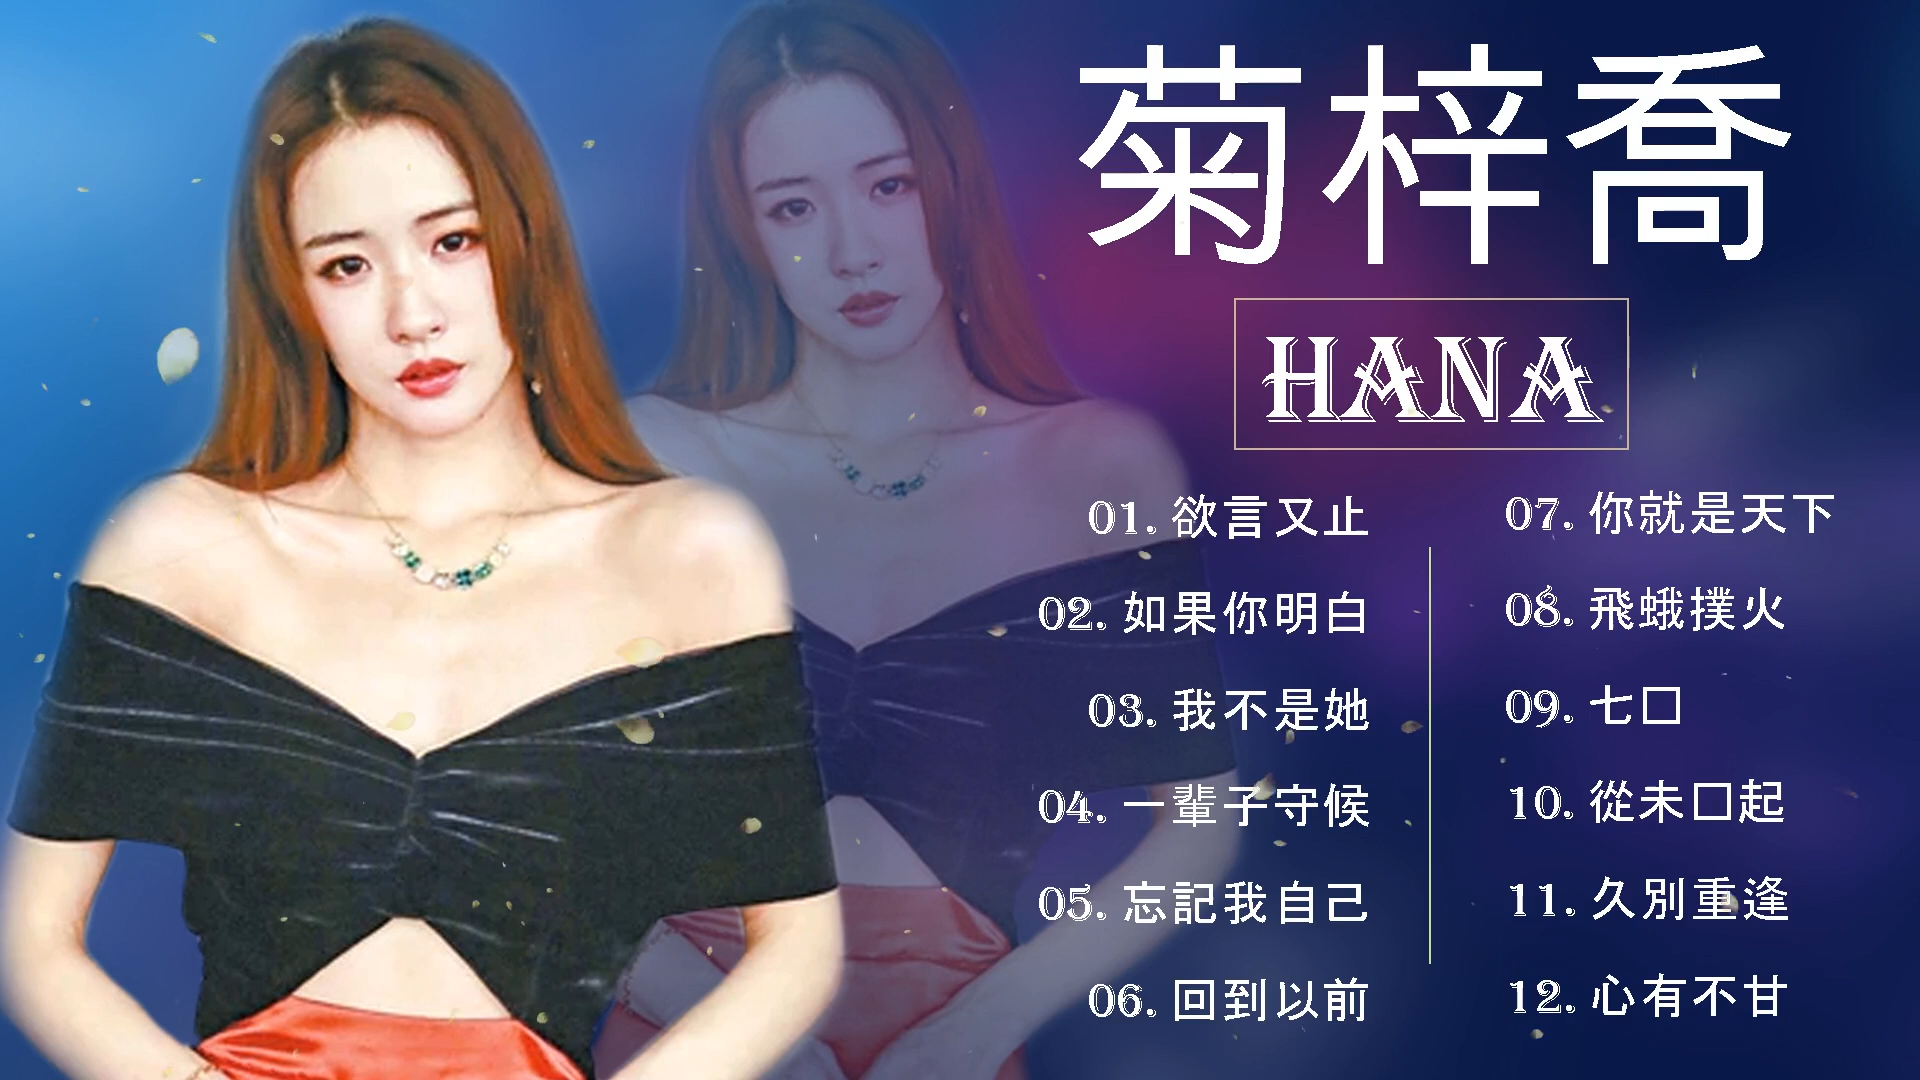 菊梓喬
HANA
01. 欲言又止
02. 如果你明白
03. 我不是她
04. 一輩子守候
05. 忘記我自己
06. 回到以前
07. 你就是天下
08. 飛蛾撲火
09. 七□
10. 從未□起
11. 久別重逢
12. 心有不甘